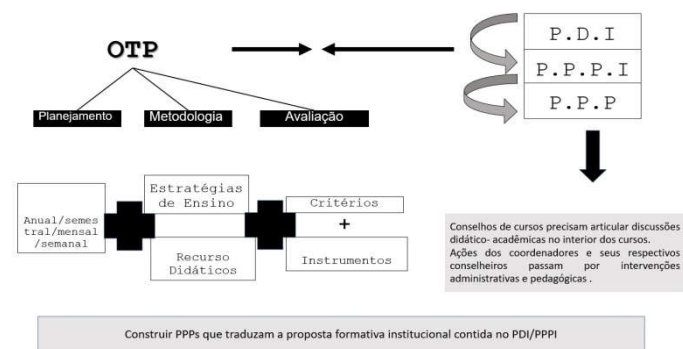 OTP
P.D.I
P.P.P.I
P.P.P
Planejamento
Metodologia
Avaliação
Anual/semes
tral/mensal
/semanal
Estratégias
de Ensino
Recurso
Didáticos
Critérios
+
Instrumentos
Conselhos de cursos precisam articular discussões
didático- acadêmicas no interior dos cursos.
Ações dos coordenadores e seus respectivos
conselheiros passam por intervenções
administrativas e pedagógicas .
Construir PPPs que traduzam a proposta formativa institucional contida no PDI/PPPI